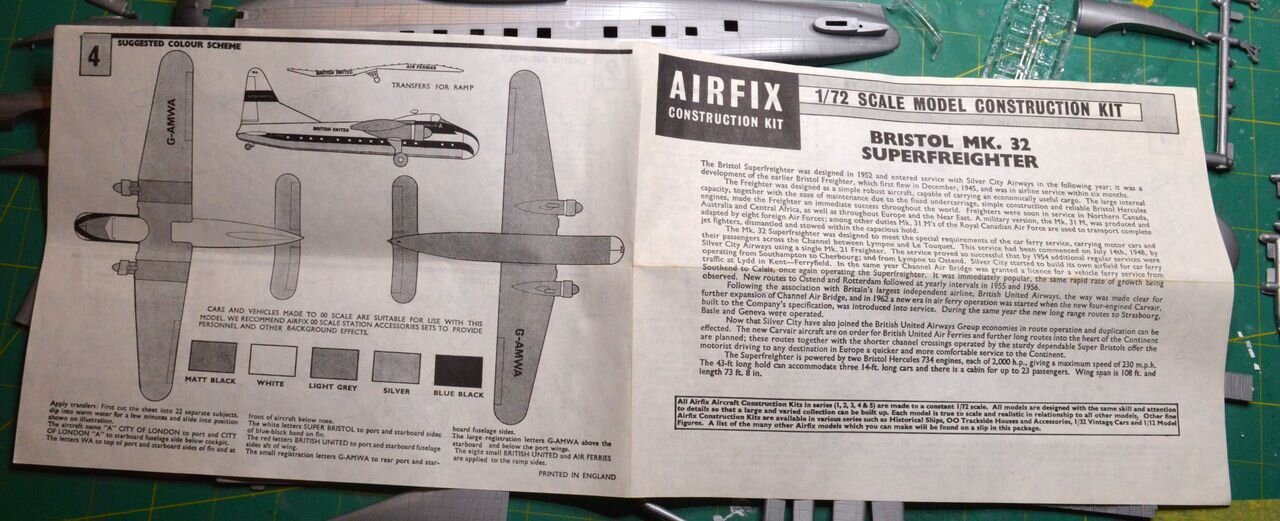 4
SUGGESTED COLOUR SCHEME
BRITISH UNITED
AIR FERRIES
TRANSFERS FOR RAMP
G-AMWA
BRITISH UNITED
G-AMWA
CARS AND VEHICLES MADE TO 00 SCALE ARE SUITABLE FOR USE WITH THIS
MODEL. WE RECOMMEND AIRFIX 00 SCALE STATION ACCESSORIES SETS TO PROVIDE
PERSONNEL AND OTHER BACKGROUND EFFECTS.
MATT BLACK
WHITE
LIGHT GREY
SILVER
BLUE BLACK
Apply transfers: First cut the sheet into 22 separate subjects,
dip into warm water for a few minutes and slide into position
shown on illustration.
The aircraft name "A" CITY OF LONDON to port and CITY
OF LONDON "A" to starboard fuselage side below cockpit.
The letters WA to top of port and starboard sides of fin and at
front of aircraft below nose.
The white letters SUPER BRISTOL to port and starboard sides
of blue-black band on fin.
The red letters BRITISH UNITED to port and starboard fuselage
sides aft of wing.
The small registration letters G-AMWA to rear port and star-
board fuselage sides.
The large registration letters G-AMWA above the
starboard and below the port wings.
The eight small BRITISH UNITED and AIR FERRIES
are applied to the ramp sides.
PRINTED IN ENGLAND
AIRFIX
CONSTRUCTION KIT
1/72 SCALE MODEL CONSTRUCTION KIT
BRISTOL MK. 32
SUPERFREIGHTER
The Bristol Superfreighter was designed in 1952 and entered service with Silver City Airways in the following year; it was a
development of the earlier Bristol Freighter, which first flew in December, 1945, and was in airline service within six months.
The Freighter was designed as a simple robust aircraft, capable of carrying an economically useful cargo. The large internal
capacity, together with the ease of maintenance due to the fixed undercarriage, simple construction and reliable Bristol Hercules
engines, made the Freighter an immediate success throughout the world. Freighters were soon in service in Northern Canada,
Australia and Central Africa, as well as throughout Europe and the Near East. A military version, the Mk. 31 M, was produced and
adapted by eight foreign Air Forces; among other duties Mk. 31 M's of the Royal Canadian Air Force are used to transport complete
jet fighters, dismantled and stowed within the capacious hold.
The Mk. 32 Superfreighter was designed to meet the special requirements of the car ferry service, carrying motor cars and
their passengers across the Channel between Lympne and Le Touquet. This service had been commenced on July 14th, 1948, by
Silver City Airways using a single Mk. 21 Freighter. The service proved so successful that by 1954 additional regular services were
operating from Southampton to Cherbourg; and from Lympne to Ostend. Silver City started to build its own airfield for car ferry
traffic at Lydd in Kent—Ferryfield. In the same year Channel Air Bridge was granted a licence for a vehicle ferry service from
Southend to Calais, once again operating the Superfreighter. It was immediately popular, the same rapid rate of growth being
observed. New routes to Ostend and Rotterdam followed at yearly intervals in 1955 and 1956.
Following the association with Britain's largest independent airline, British United Airways, the way was made clear for
further expansion of Channel Air Bridge, and in 1962 a new era in air ferry operation was started when the new four-engined Carvair,
built to the Company's specification, was introduced into service. During the same year the new long range routes to Strasbourg,
Basle and Geneva were operated.
Now that Silver City have also joined the British United Airways Group economies in route operation and duplication can be
effected. The new Carvair aircraft are on order for British United Air Ferries and further long routes into the heart of the Continent
are planned; these routes together with the shorter channel crossings operated by the sturdy dependable Super Bristols offer the
motorist driving to any destination in Europe a quicker and more comfortable service to the Continent.
The Superfreighter is powered by two Bristol Hercules 734 engines, each of 2,000 h.p., giving a maximum speed of 230 m.p.h.
The 43-ft long hold can accommodate three 14-ft. long cars and there is a cabin for up to 23 passengers. Wing span is 108 ft. and
length 73 ft. 8 in.
All Airfix Aircraft Construction Kits in series (1, 2, 3, 4 & 5) are made to a constant 1/72 scale. All models are designed with the same skill and attention
to details so that a large and varied collection can be built up. Each model is true to scale and realistic in relationship to all other models. Other fine
Airfix Construction Kits are available in various series such as Historical Ships, O-O Trackside Houses and Accessories, 1/32 Vintage Cars and 1/12 Model
Figures. A list of the many other Airfix models which you can make will be found on a slip in this package.